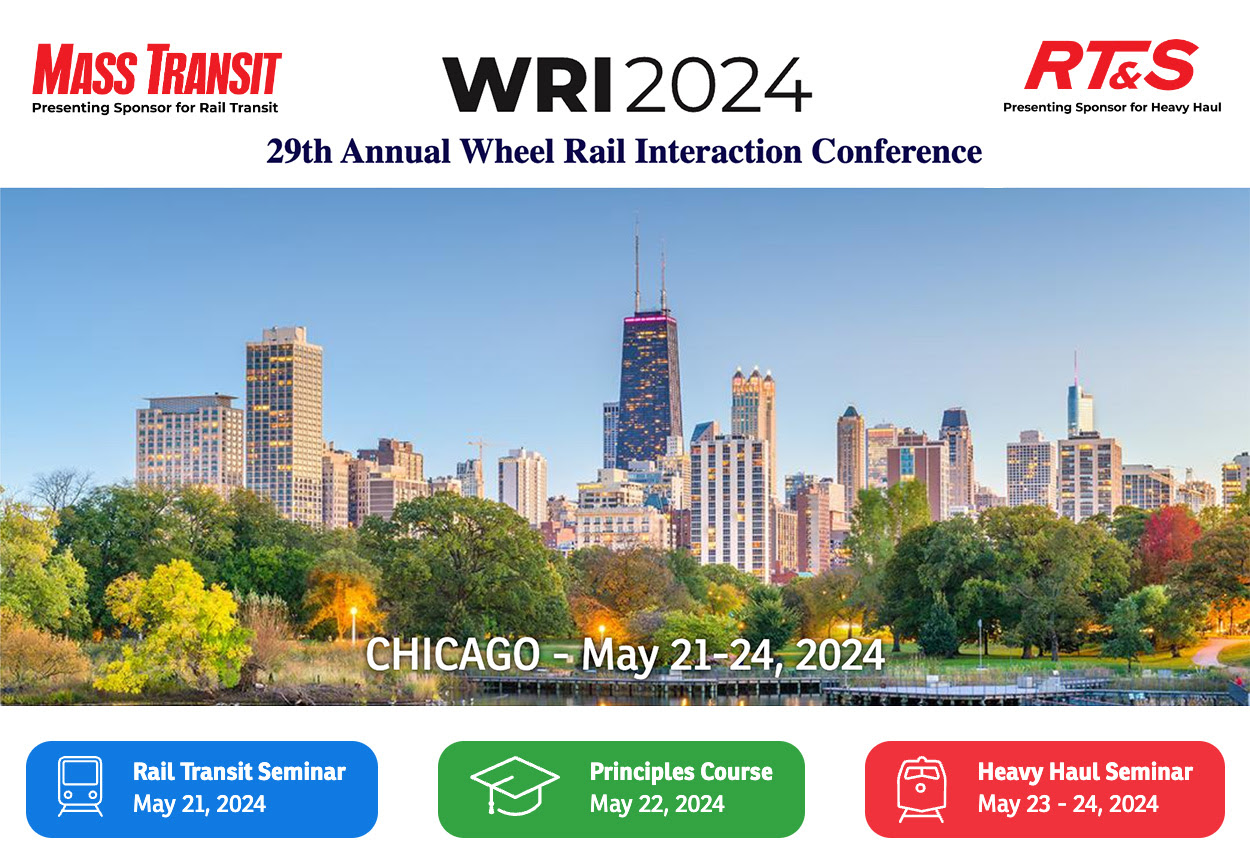 MASS TRANSIT
Presenting Sponsor for Rail Transit
WRI 2024
RT&S
Presenting Sponsor for Heavy Haul
29th Annual Wheel Rail Interaction Conference
CHICAGO - May 21-24, 2024
Rail Transit Seminar
May 21, 2024
Principles Course
May 22, 2024
Heavy Haul Seminar
May 23 - 24, 2024